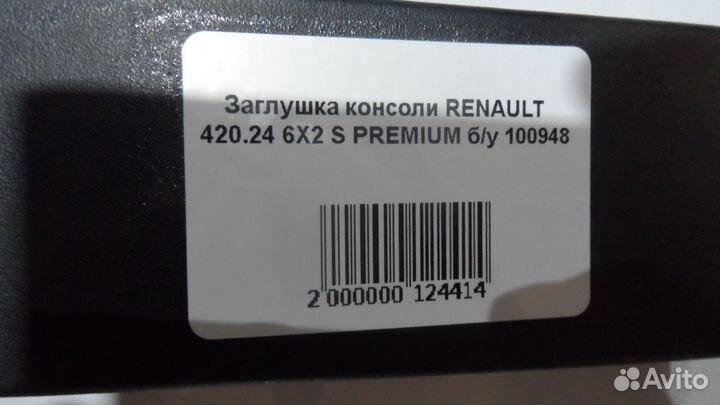 Заглушка консоли RENAULT
420.24 6X2 S PREMIUM б/у 100948
2 000000 124414
Avito